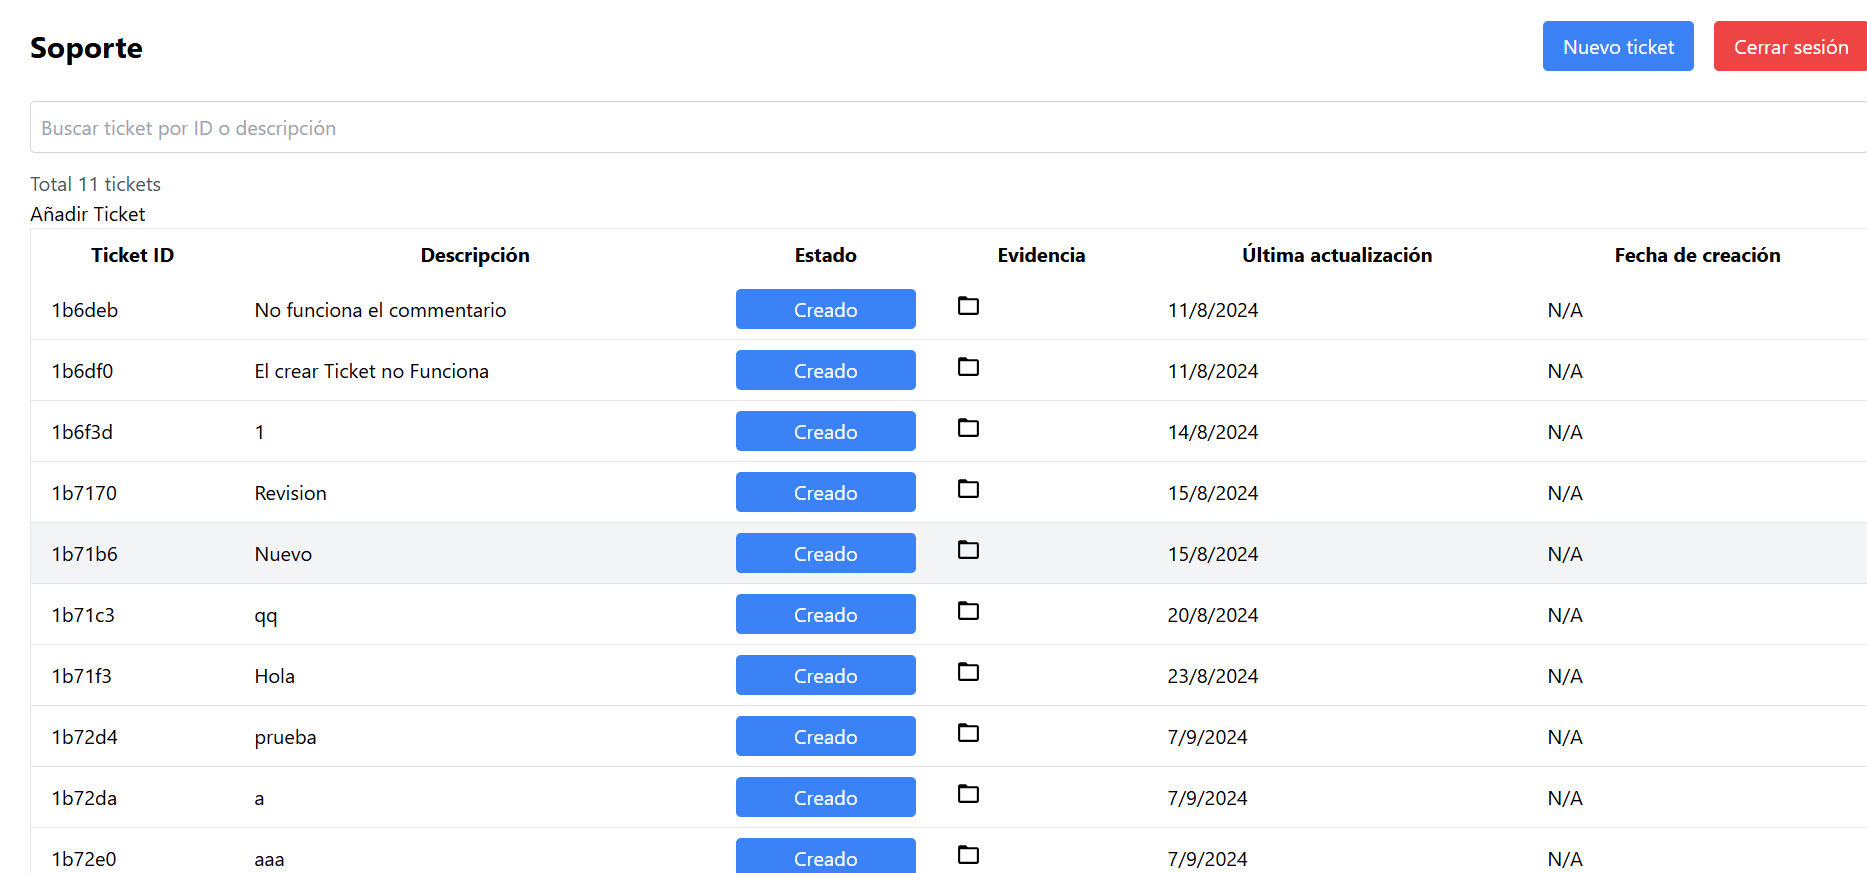 Soporte Nuevo ticket Cerrar sesión
Buscar ticket por ID o descripción
Total 11 tickets
Añadir Ticket
Ticket ID Descripción Estado Evidencia Última actualización Fecha de creación
1b6deb No funciona el commentario Creado 11/8/2024 N/A
1b6df0 El crear Ticket no Funciona Creado 11/8/2024 N/A
1b6f3d 1 Creado 14/8/2024 N/A
1b7170 Revision Creado 15/8/2024 N/A
1b71b6 Nuevo Creado 15/8/2024 N/A
1b71c3 qq Creado 20/8/2024 N/A
1b71f3 Hola Creado 23/8/2024 N/A
1b72d4 prueba Creado 7/9/2024 N/A
1b72da a Creado 7/9/2024 N/A
1b72e0 aaa Creado 7/9/2024 N/A